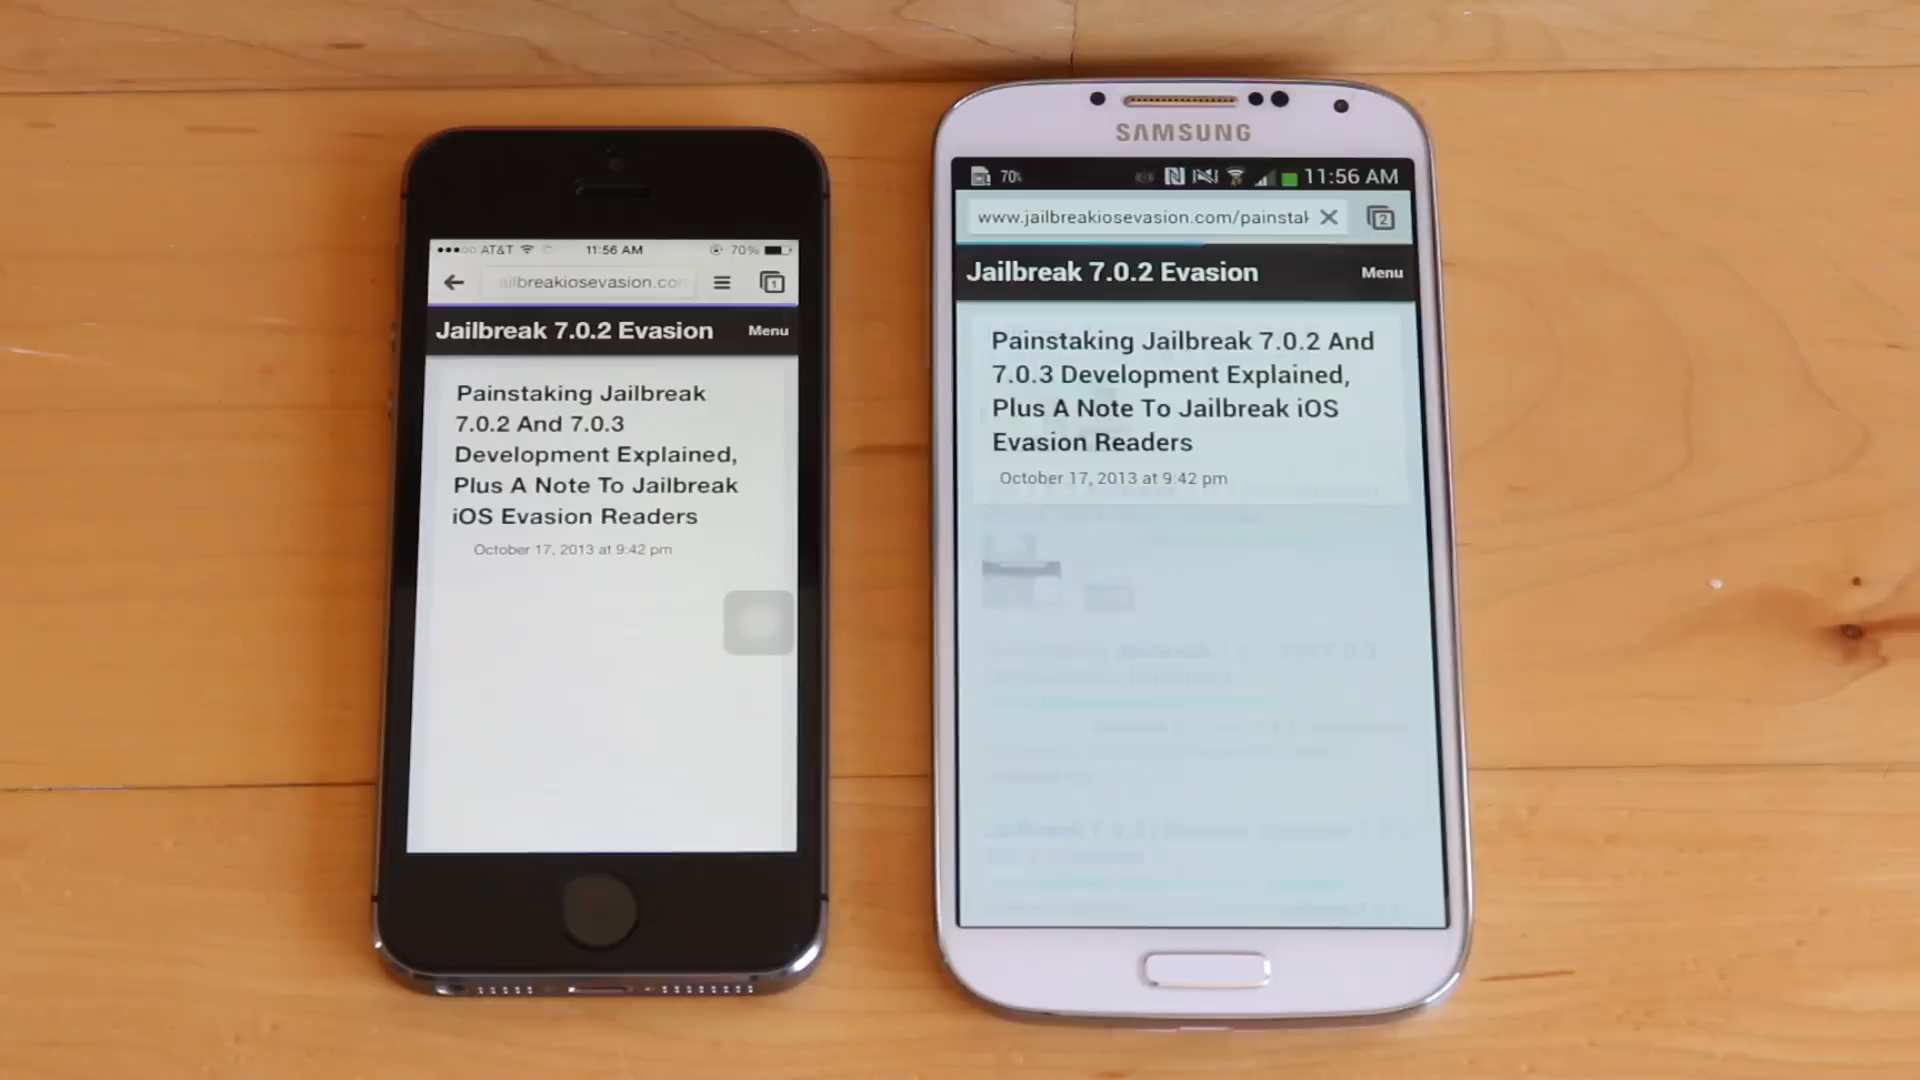 AT&T
11:56 AM
70%
ailbreakiosevasion.co
1
Jailbreak 7.0.2 Evasion
Menu
Painstaking Jailbreak
7.0.2 And 7.0.3
Development Explained,
Plus A Note To Jailbreak
iOS Evasion Readers
October 17, 2013 at 9:42 pm
SAMSUNG
70%
11:56 AM
www.jailbreakiosevasion.com/painstak
2
Jailbreak 7.0.2 Evasion
Menu
Painstaking Jailbreak 7.0.2 And
7.0.3 Development Explained,
Plus A Note To Jailbreak iOS
Evasion Readers
October 17, 2013 at 9:42 pm